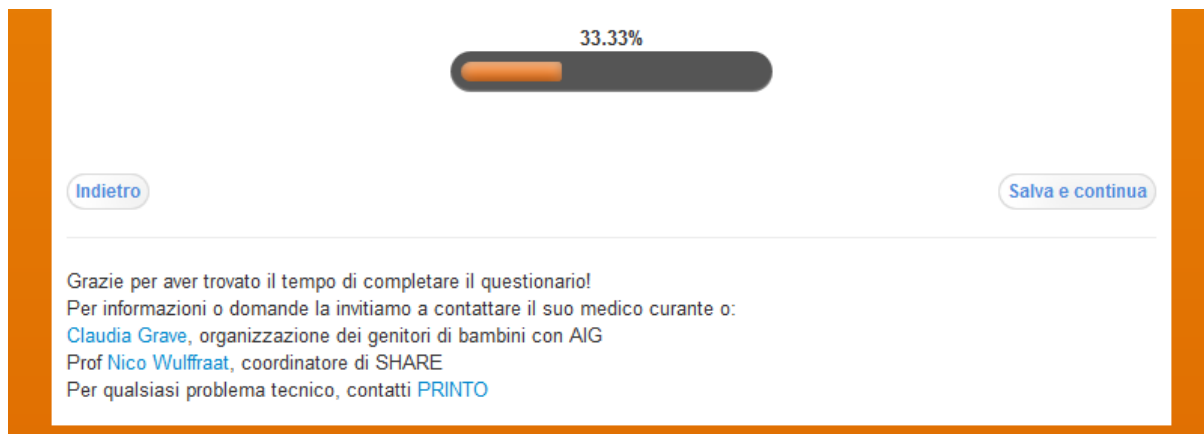 33.33%
Indietro
Salva e continua
Grazie per aver trovato il tempo di completare il questionario!
Per informazioni o domande la invitiamo a contattare il suo medico curante o:
Claudia Grave, organizzazione dei genitori di bambini con AIG
Prof Nico Wulffraat, coordinatore di SHARE
Per qualsiasi problema tecnico, contatti PRINTO